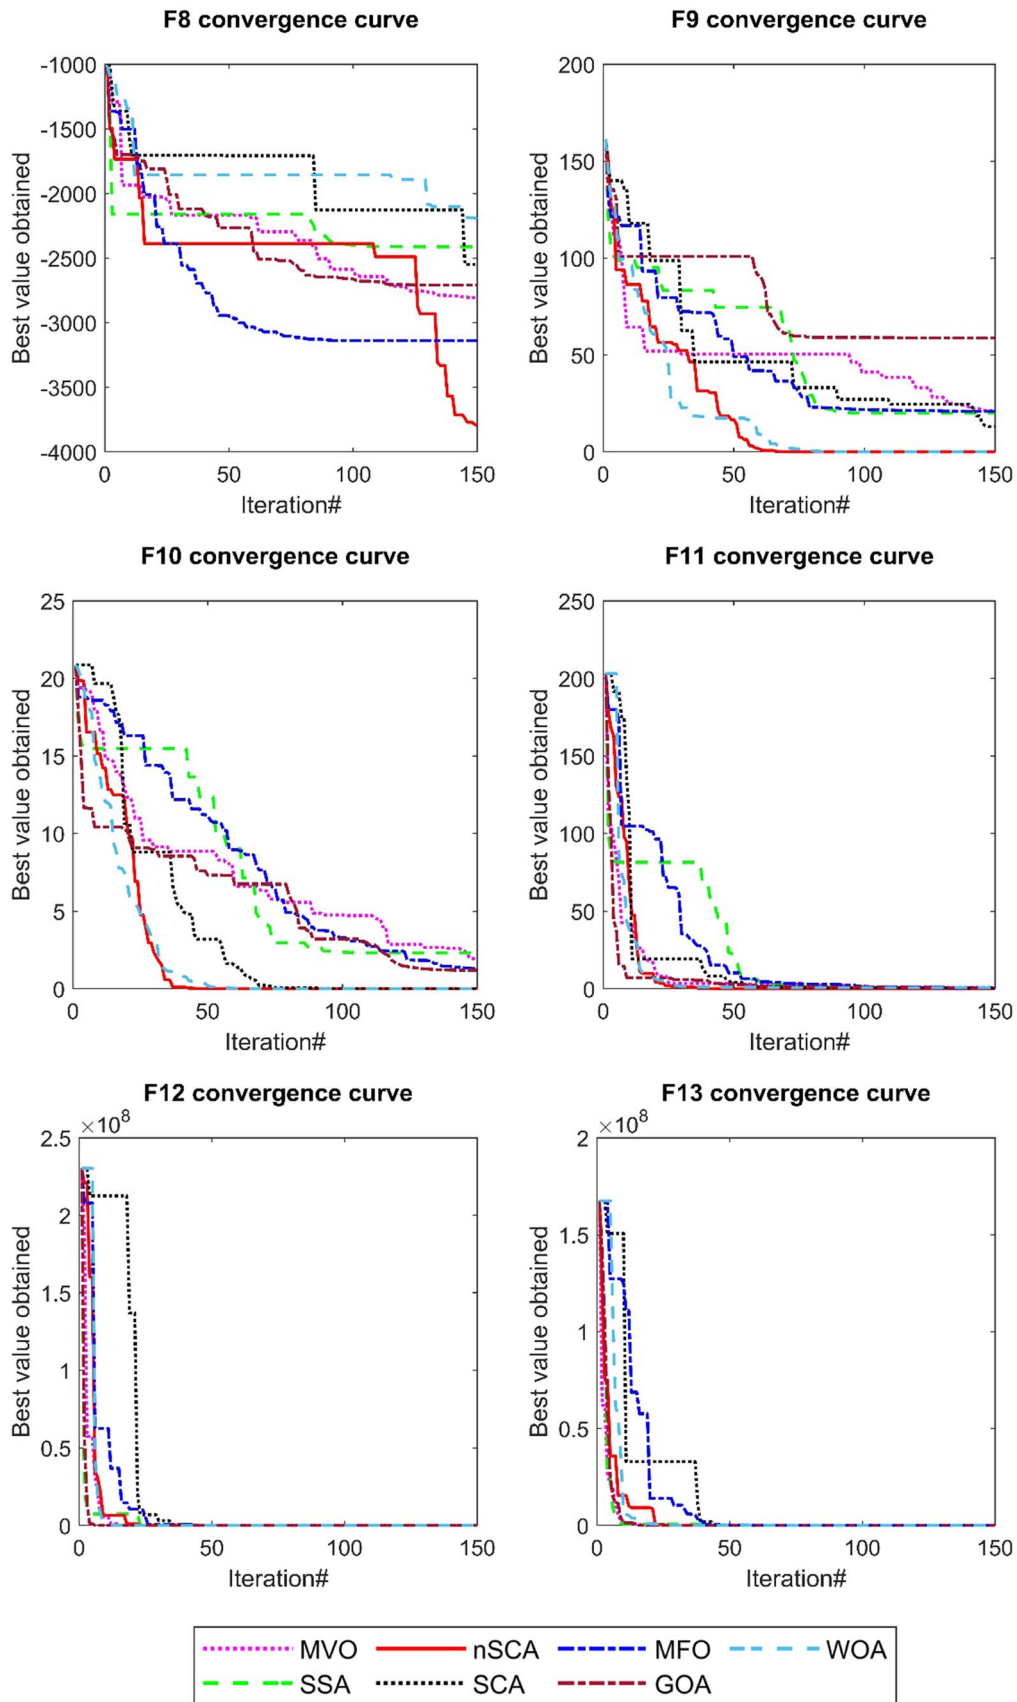 F8 convergence curve
-1000
-1500
-2000
-2500
-3000
-3500
-4000
Best value obtained
0 50 100 150
Iteration#
F9 convergence curve
200
150
100
50
0
Best value obtained
0 50 100 150
Iteration#
F10 convergence curve
25
20
15
10
5
0
Best value obtained
0 50 100 150
Iteration#
F11 convergence curve
250
200
150
100
50
0
Best value obtained
0 50 100 150
Iteration#
F12 convergence curve
×10⁸
2.5
2
1.5
1
0.5
0
Best value obtained
0 50 100 150
Iteration#
F13 convergence curve
×10⁸
2
1.5
1
0.5
0
Best value obtained
0 50 100 150
Iteration#
MVO nSCA MFO WOA
SSA SCA GOA